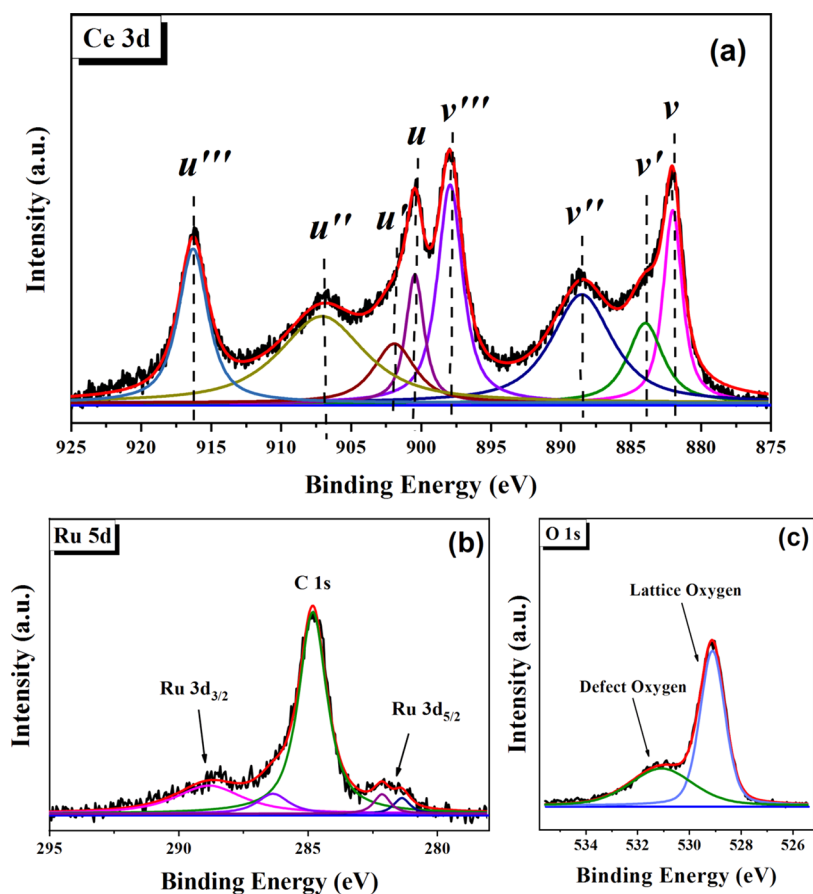 Ce 3d
(a)
u''' u'' u' u v''' v'' v' v
Intensity (a.u.)
925 920 915 910 905 900 895 890 885 880 875
Binding Energy (eV)
Ru 5d
(b)
C 1s
Ru 3d3/2
Ru 3d5/2
Intensity (a.u.)
295 290 285 280
Binding Energy (eV)
O 1s
(c)
Lattice Oxygen
Defect Oxygen
Intensity (a.u.)
534 532 530 528 526
Binding Energy (eV)